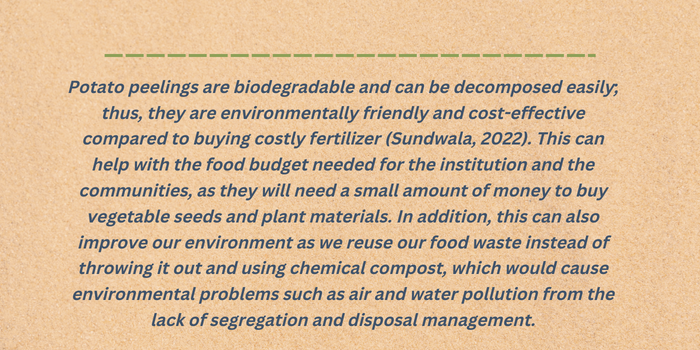 Potato peelings are biodegradable and can be decomposed easily;
thus, they are environmentally friendly and cost-effective
compared to buying costly fertilizer (Sundwala, 2022). This can
help with the food budget needed for the institution and the
communities, as they will need a small amount of money to buy
vegetable seeds and plant materials. In addition, this can also
improve our environment as we reuse our food waste instead of
throwing it out and using chemical compost, which would cause
environmental problems such as air and water pollution from the
lack of segregation and disposal management.